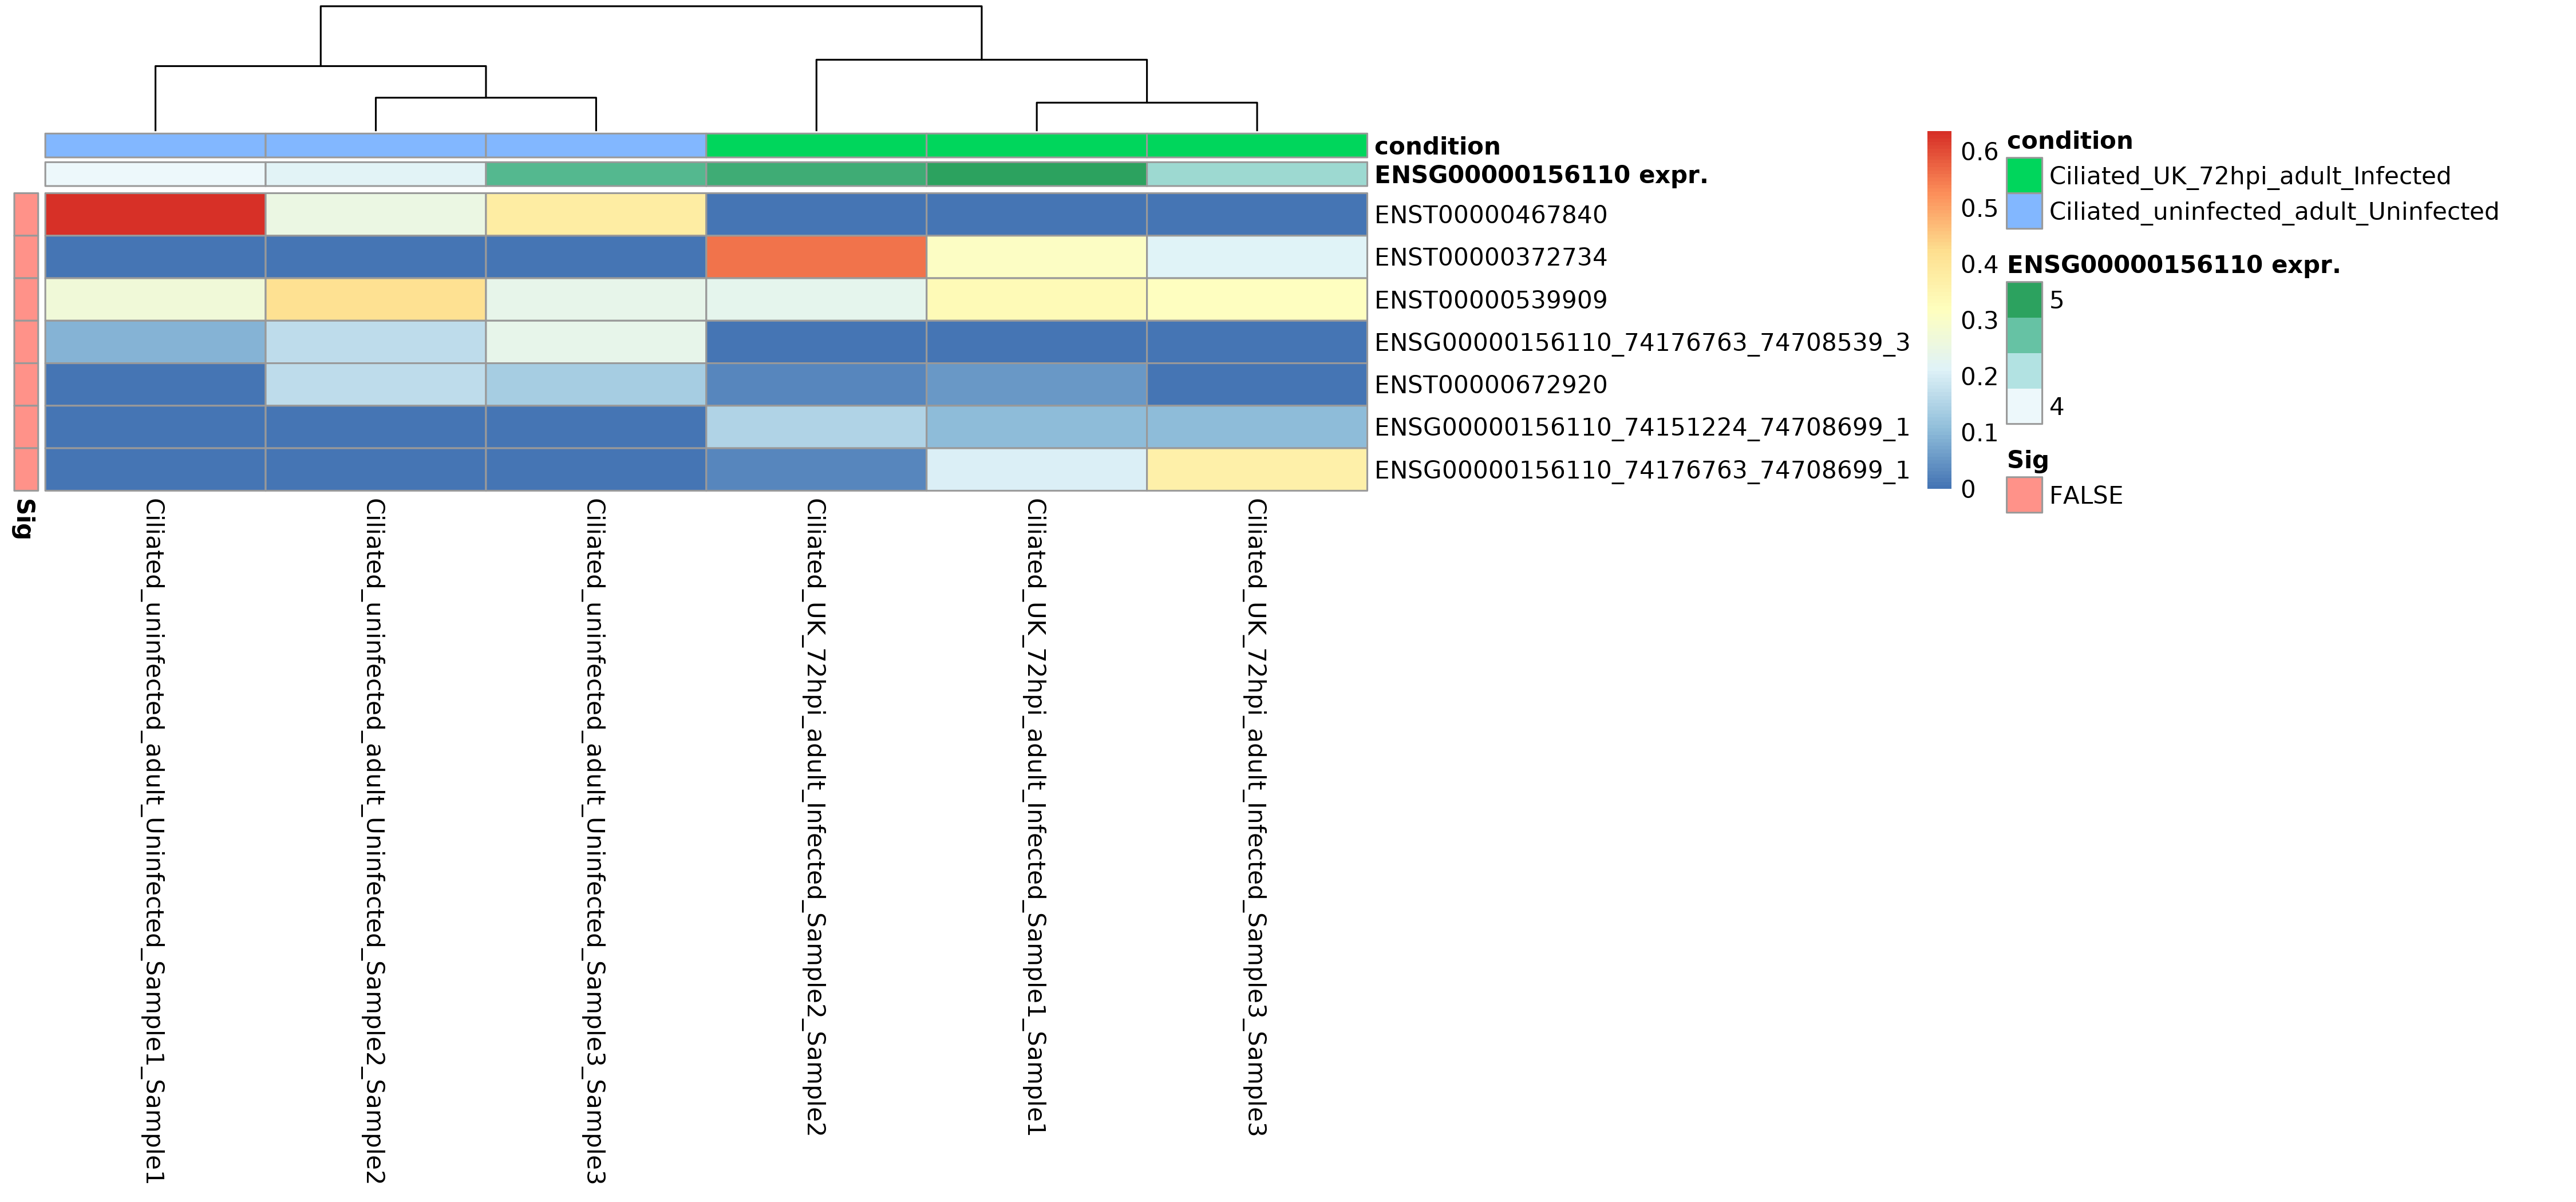 condition
ENSG00000156110 expr.
ENST00000467840
ENST00000372734
ENST00000539909
ENSG00000156110_74176763_74708539_3
ENST00000672920
ENSG00000156110_74151224_74708699_1
ENSG00000156110_74176763_74708699_1
Sig
Ciliated_uninfected_adult_Uninfected_Sample1_Sample1
Ciliated_uninfected_adult_Uninfected_Sample2_Sample2
Ciliated_uninfected_adult_Uninfected_Sample3_Sample3
Ciliated_UK_72hpi_adult_Infected_Sample2_Sample2
Ciliated_UK_72hpi_adult_Infected_Sample1_Sample1
Ciliated_UK_72hpi_adult_Infected_Sample3_Sample3
0.6
0.5
0.4
0.3
0.2
0.1
0
condition
Ciliated_UK_72hpi_adult_Infected
Ciliated_uninfected_adult_Uninfected
ENSG00000156110 expr.
5
4
Sig
FALSE